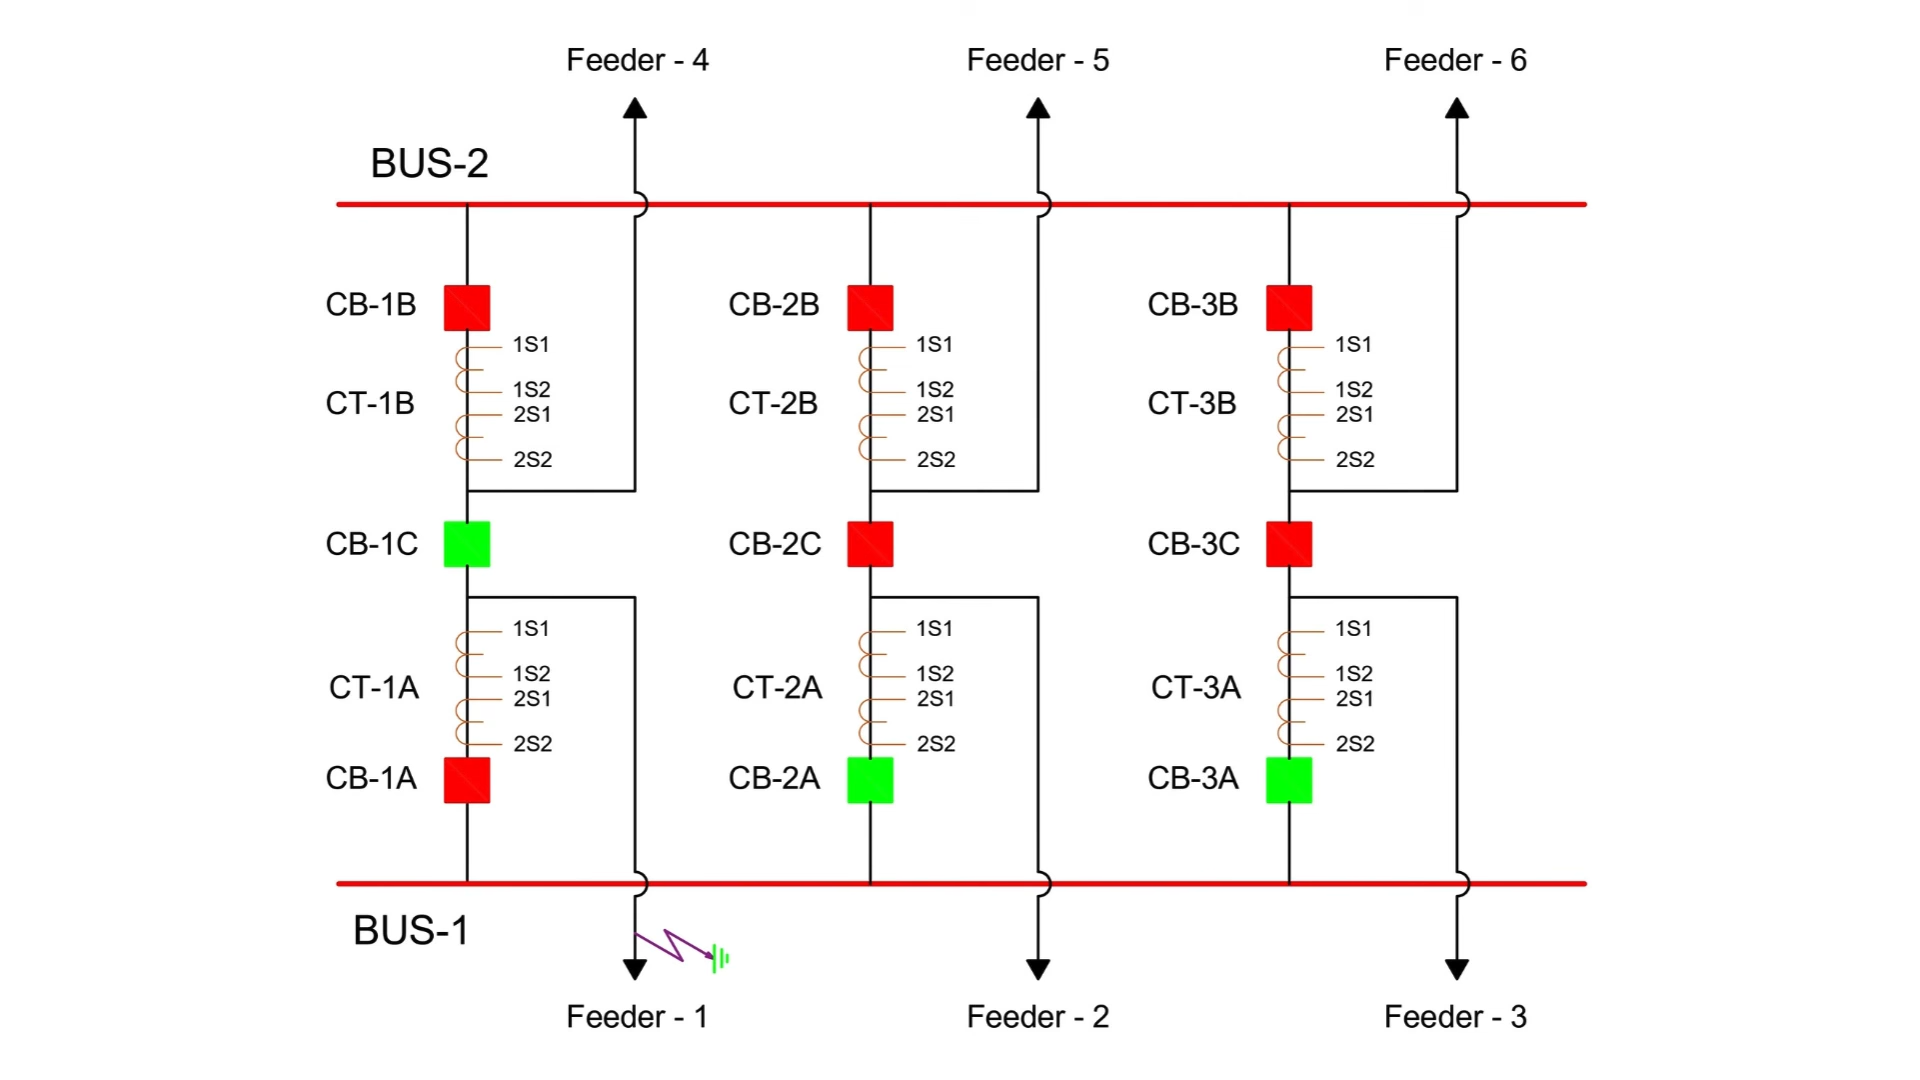 Feeder - 4 Feeder - 5 Feeder - 6
BUS-2
CB-1B CB-2B CB-3B
1S1 1S1 1S1
1S2 1S2 1S2
CT-1B CT-2B CT-3B
2S1 2S1 2S1
2S2 2S2 2S2
CB-1C CB-2C CB-3C
1S1 1S1 1S1
1S2 1S2 1S2
CT-1A CT-2A CT-3A
2S1 2S1 2S1
2S2 2S2 2S2
CB-1A CB-2A CB-3A
BUS-1
Feeder - 1 Feeder - 2 Feeder - 3